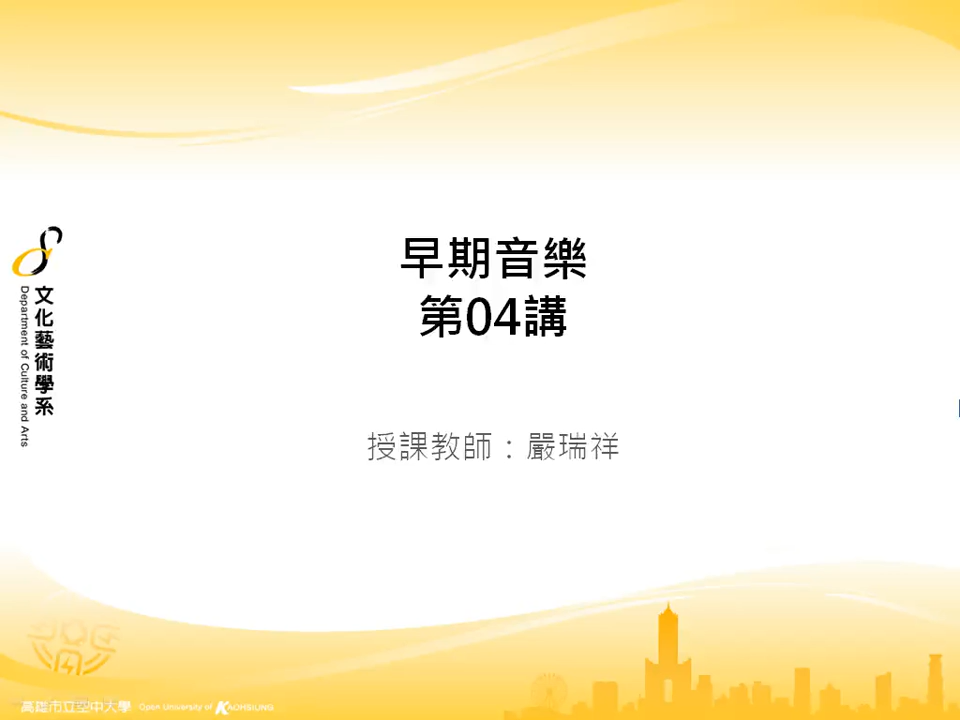 早期音樂
第04講
授課教師：嚴瑞祥
文化藝術學系
Department of Culture and Arts
高雄市立空中大學 Open University of KAOHSIUNG